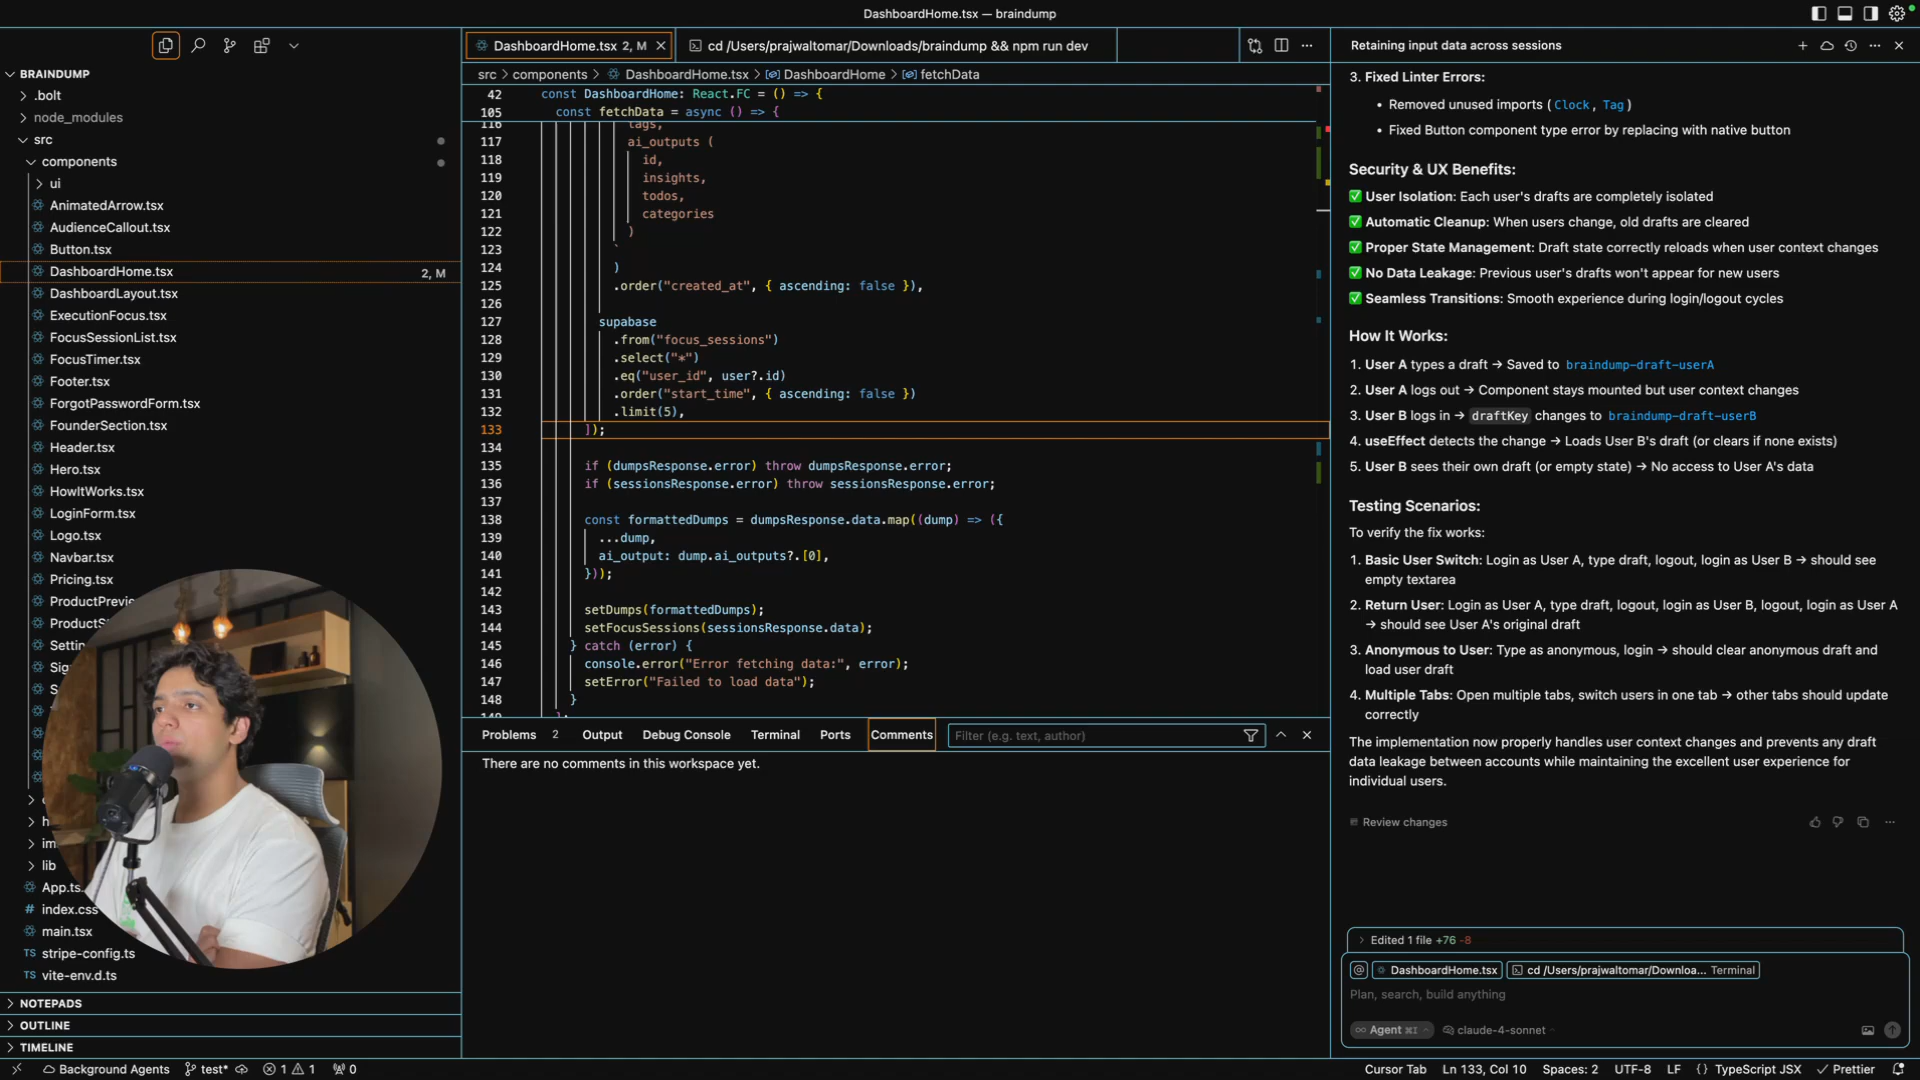 DashboardHome.tsx — braindump
BRAINDUMP
.bolt
node_modules
src
components
ui
AnimatedArrow.tsx
AudienceCallout.tsx
Button.tsx
DashboardHome.tsx 2, M
DashboardLayout.tsx
ExecutionFocus.tsx
FocusSessionList.tsx
FocusTimer.tsx
Footer.tsx
ForgotPasswordForm.tsx
FounderSection.tsx
Header.tsx
Hero.tsx
HowItWorks.tsx
LoginForm.tsx
Logo.tsx
Navbar.tsx
Pricing.tsx
ProductPrevi
ProductS
Settin
Sig
S
h
im
lib
App.ts
# index.css
main.tsx
TS stripe-config.ts
TS vite-env.d.ts
NOTEPADS
OUTLINE
TIMELINE
DashboardHome.tsx 2, M
cd /Users/prajwaltomar/Downloads/braindump && npm run dev
src > components > DashboardHome.tsx > DashboardHome > fetchData
42 const DashboardHome: React.FC = () => {
105 const fetchData = async () => {
116 tags,
117 ai_outputs (
118 id,
119 insights,
120 todos,
121 categories
122 )
123 `
124 )
125 .order("created_at", { ascending: false }),
126
127 supabase
128 .from("focus_sessions")
129 .select("*")
130 .eq("user_id", user?.id)
131 .order("start_time", { ascending: false })
132 .limit(5),
133 ]);
134
135 if (dumpsResponse.error) throw dumpsResponse.error;
136 if (sessionsResponse.error) throw sessionsResponse.error;
137
138 const formattedDumps = dumpsResponse.data.map((dump) => ({
139 ...dump,
140 ai_output: dump.ai_outputs?.[0],
141 }));
142
143 setDumps(formattedDumps);
144 setFocusSessions(sessionsResponse.data);
145 } catch (error) {
146 console.error("Error fetching data:", error);
147 setError("Failed to load data");
148 }
149 };
Problems 2 Output Debug Console Terminal Ports Comments Filter (e.g. text, author)
There are no comments in this workspace yet.
Retaining input data across sessions
3. Fixed Linter Errors:
• Removed unused imports ( Clock , Tag )
• Fixed Button component type error by replacing with native button
Security & UX Benefits:
✅ User Isolation: Each user's drafts are completely isolated
✅ Automatic Cleanup: When users change, old drafts are cleared
✅ Proper State Management: Draft state correctly reloads when user context changes
✅ No Data Leakage: Previous user's drafts won't appear for new users
✅ Seamless Transitions: Smooth experience during login/logout cycles
How It Works:
1. User A types a draft → Saved to braindump-draft-userA
2. User A logs out → Component stays mounted but user context changes
3. User B logs in → draftKey changes to braindump-draft-userB
4. useEffect detects the change → Loads User B's draft (or clears if none exists)
5. User B sees their own draft (or empty state) → No access to User A's data
Testing Scenarios:
To verify the fix works:
1. Basic User Switch: Login as User A, type draft, logout, login as User B → should see
empty textarea
2. Return User: Login as User A, type draft, logout, login as User B, logout, login as User A
→ should see User A's original draft
3. Anonymous to User: Type as anonymous, login → should clear anonymous draft and
load user draft
4. Multiple Tabs: Open multiple tabs, switch users in one tab → other tabs should update
correctly
The implementation now properly handles user context changes and prevents any draft
data leakage between accounts while maintaining the excellent user experience for
individual users.
Review changes
Edited 1 file +76 -8
@ DashboardHome.tsx cd /Users/prajwaltomar/Downloa... Terminal
Plan, search, build anything
Agent ⌘I claude-4-sonnet
Background Agents test* 1 1 0
Cursor Tab Ln 133, Col 10 Spaces: 2 UTF-8 LF {} TypeScript JSX Prettier